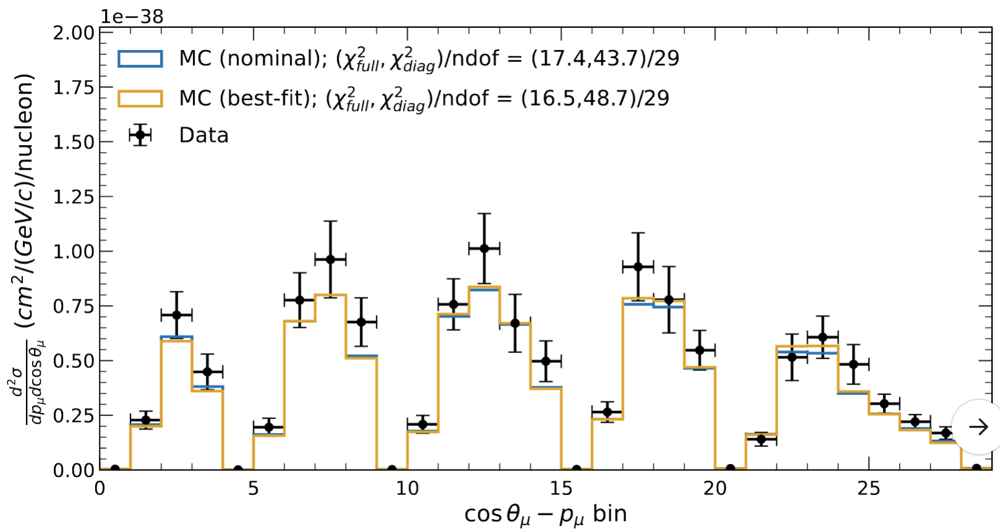 1e−38
2.00
1.75
1.50
1.25
1.00
0.75
0.50
0.25
0.00
d²σ/dpμdcosθμ (cm²/(GeV/c)/nucleon)
MC (nominal); (χ²full, χ²diag)/ndof = (17.4,43.7)/29
MC (best-fit); (χ²full, χ²diag)/ndof = (16.5,48.7)/29
Data
0 5 10 15 20 25
cos θμ − pμ bin